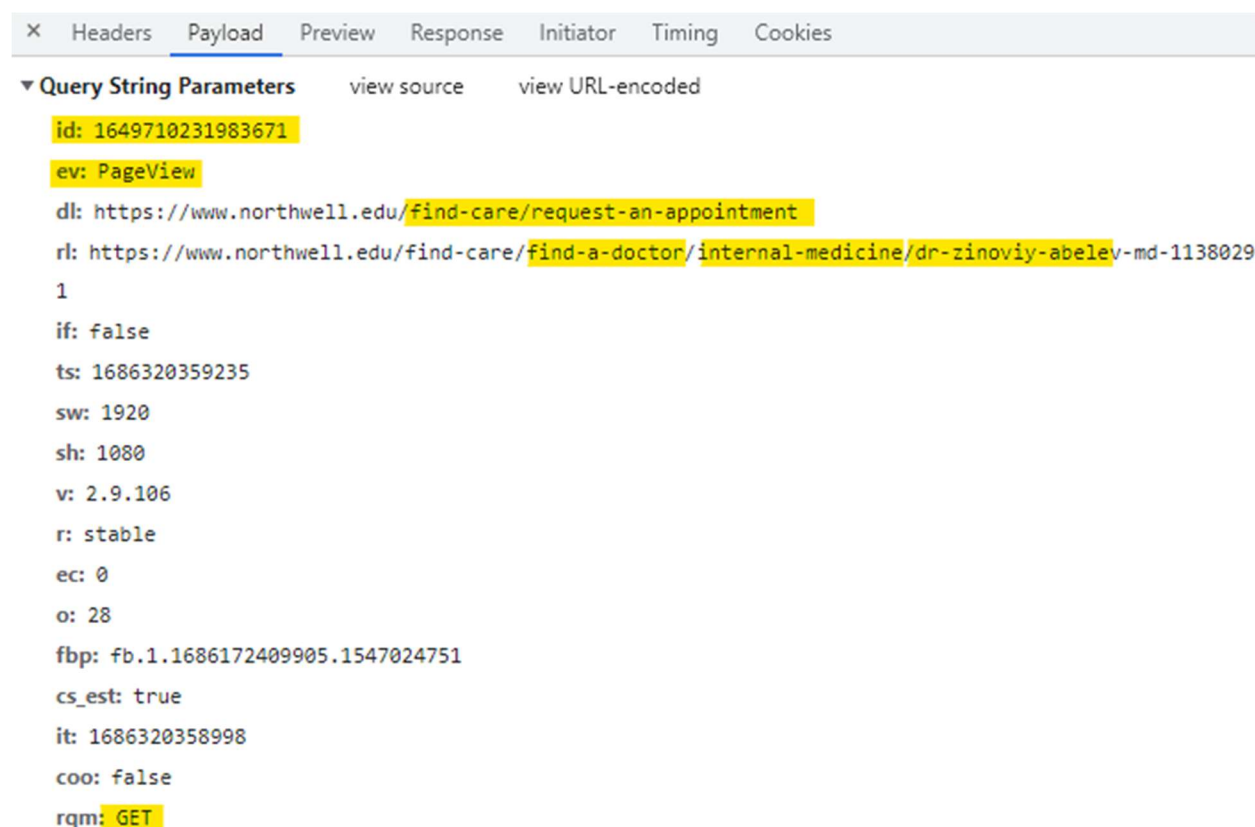 × Headers Payload Preview Response Initiator Timing Cookies
▼ Query String Parameters view source view URL-encoded
id: 1649710231983671
ev: PageView
dl: https://www.northwell.edu/find-care/request-an-appointment
rl: https://www.northwell.edu/find-care/find-a-doctor/internal-medicine/dr-zinoviy-abelev-md-1138029
1
if: false
ts: 1686320359235
sw: 1920
sh: 1080
v: 2.9.106
r: stable
ec: 0
o: 28
fbp: fb.1.1686172409905.1547024751
cs_est: true
it: 1686320358998
coo: false
rqm: GET